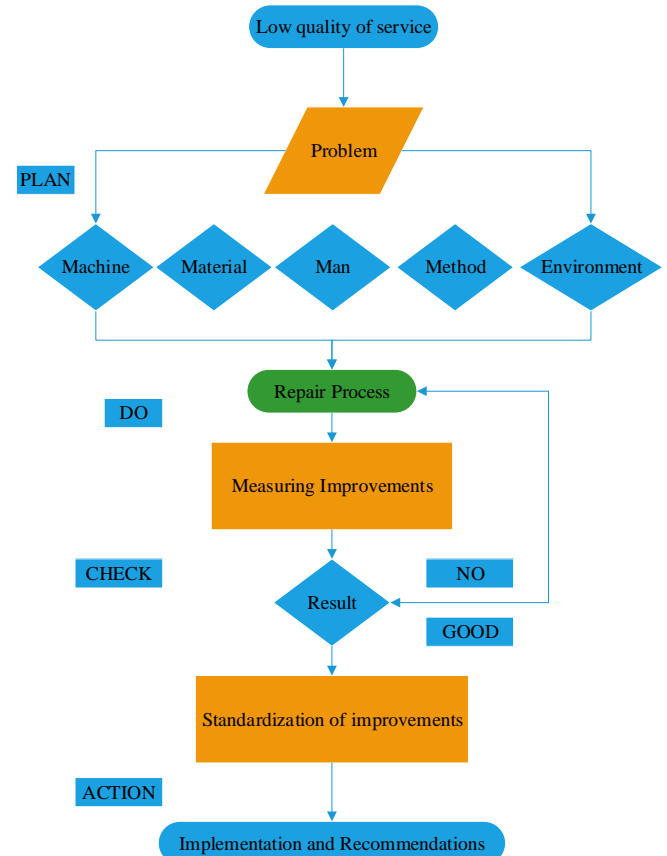 Low quality of service
Problem
PLAN
Machine
Material
Man
Method
Environment
Repair Process
DO
Measuring Improvements
CHECK
NO
Result
GOOD
Standardization of improvements
ACTION
Implementation and Recommendations